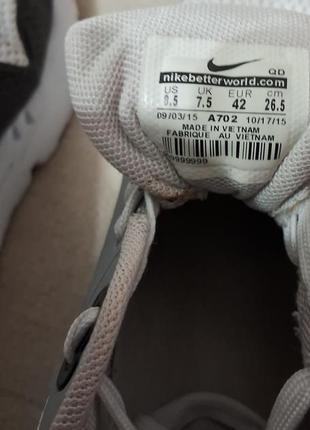 QD
nikebetterworld.com
US UK EUR cm
8.5 7.5 42 26.5
09/03/15 A702 10/17/15
MADE IN VIETNAM
FABRIQUE AU VIETNAM
9999999